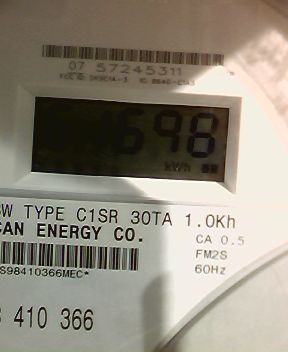 07 57245311
698
kWh
TYPE C1SR 30TA 1.0Kh
CAN ENERGY CO.
CA 0.5
FM2S
60Hz
S98410366MEC*
410 366